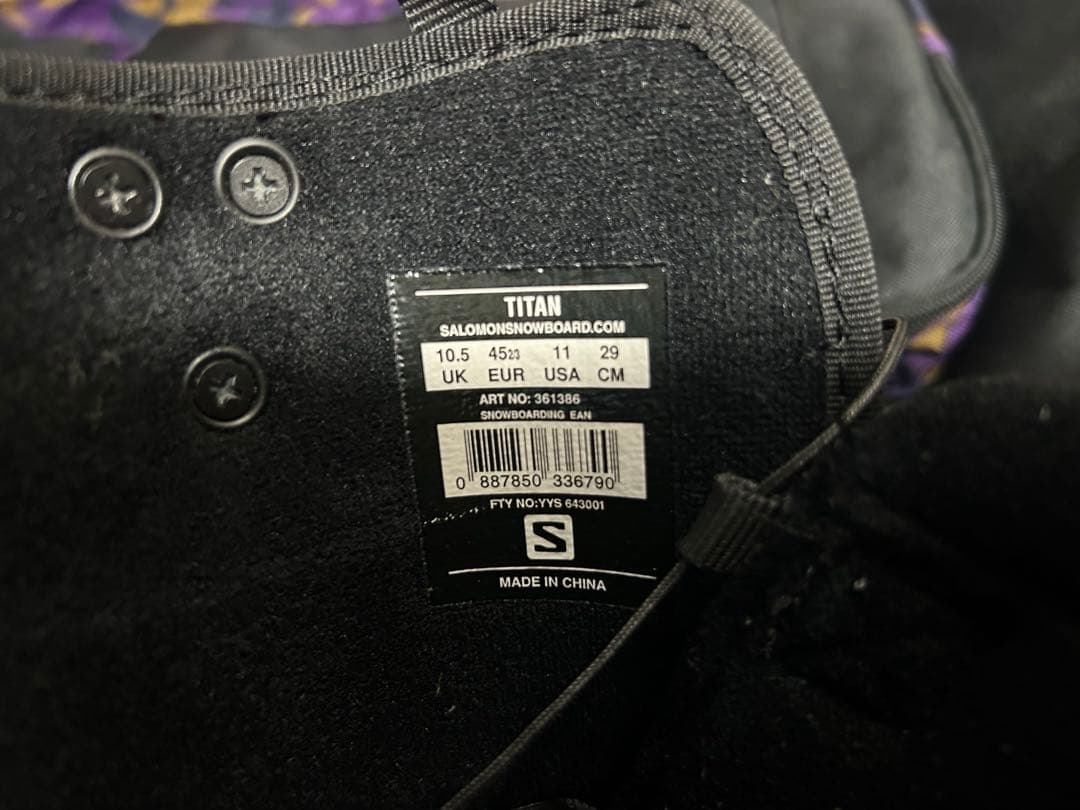 TITAN
SALOMONSNOWBOARD.COM
10.5 45 2/3 11 29
UK EUR USA CM
ART NO: 361386
SNOWBOARDING EAN
0 887850 336790
FTY NO:YYS 643001
S
MADE IN CHINA